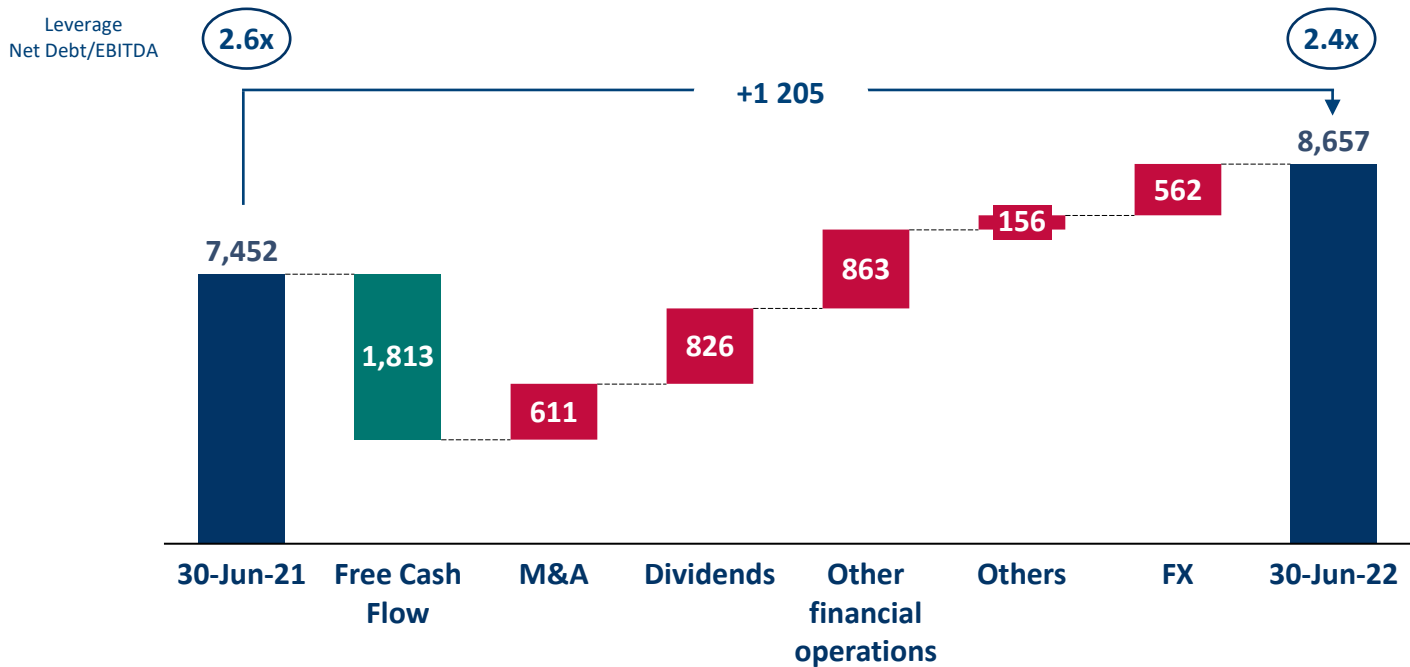 Leverage
Net Debt/EBITDA
2.6x
2.4x
+1 205
8,657
7,452
1,813
611
826
863
156
562
30-Jun-21
Free Cash
Flow
M&A
Dividends
Other
financial
operations
Others
FX
30-Jun-22